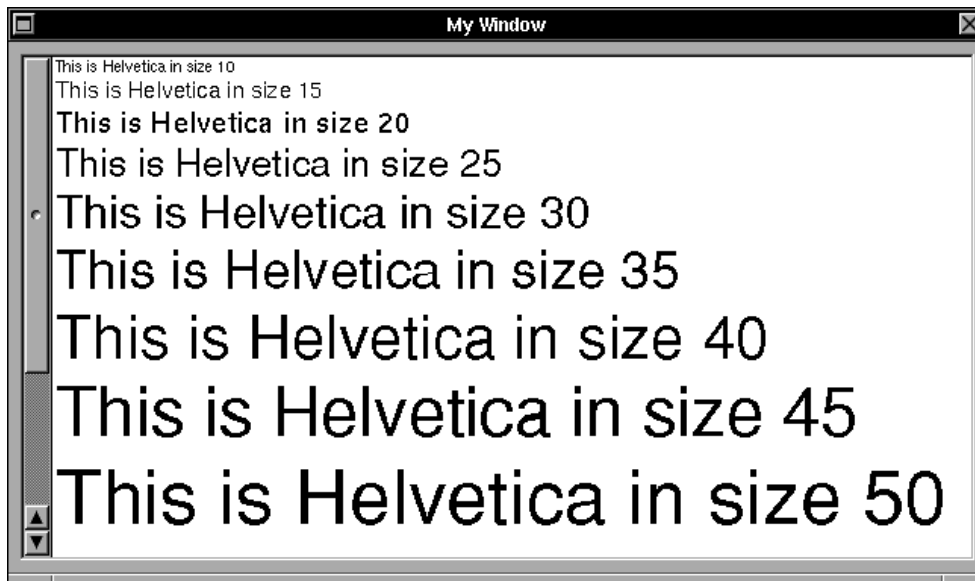 My Window
This is Helvetica in size 10
This is Helvetica in size 15
This is Helvetica in size 20
This is Helvetica in size 25
This is Helvetica in size 30
This is Helvetica in size 35
This is Helvetica in size 40
This is Helvetica in size 45
This is Helvetica in size 50